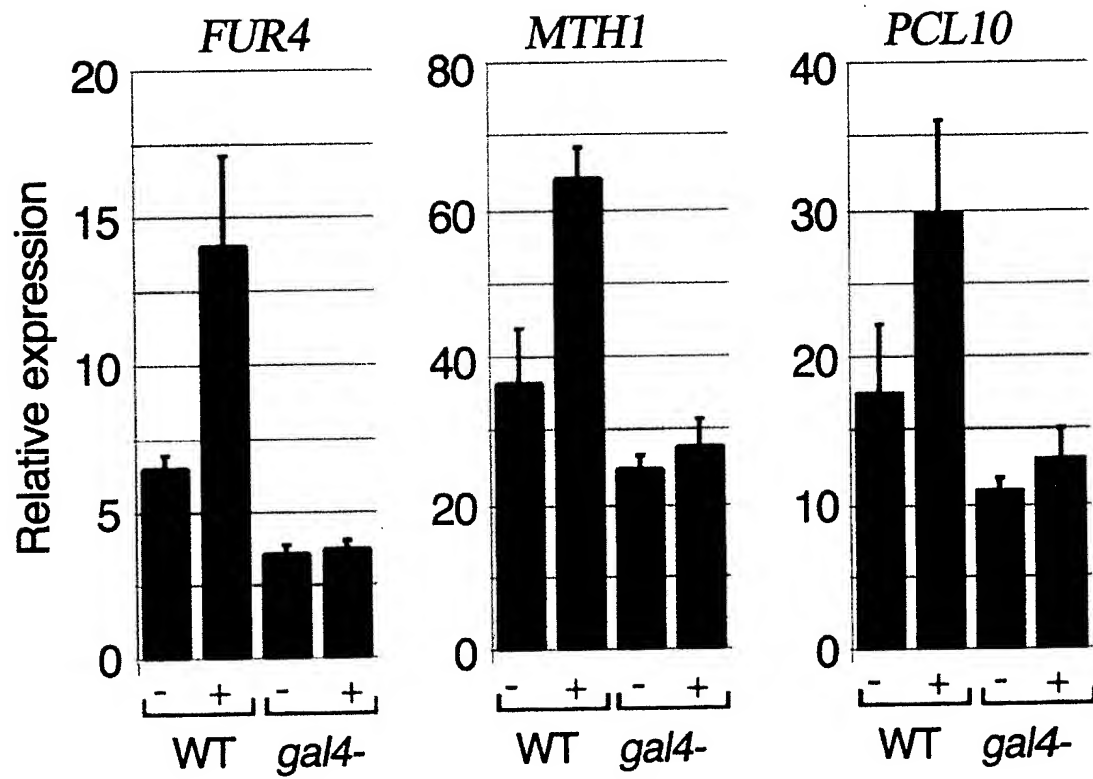 FUR4 MTH1 PCL10
Relative expression
20
15
10
5
0
80
60
40
20
0
40
30
20
10
0
- + - +
WT gal4-
- + - +
WT gal4-
- + - +
WT gal4-